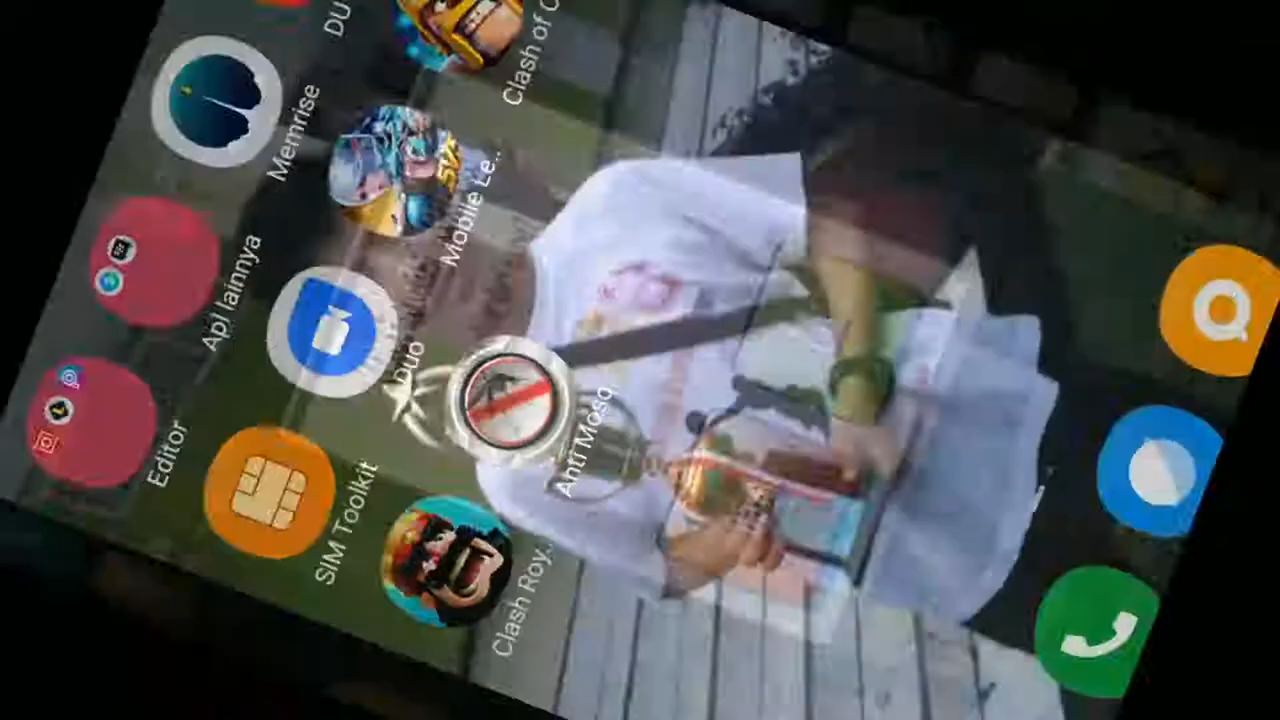 Editor
Apl lainnya
Memrise
DU
SIM Toolkit
Duo
Mobile Le..
Clash of C
Clash Roy..
Anti Mosq..